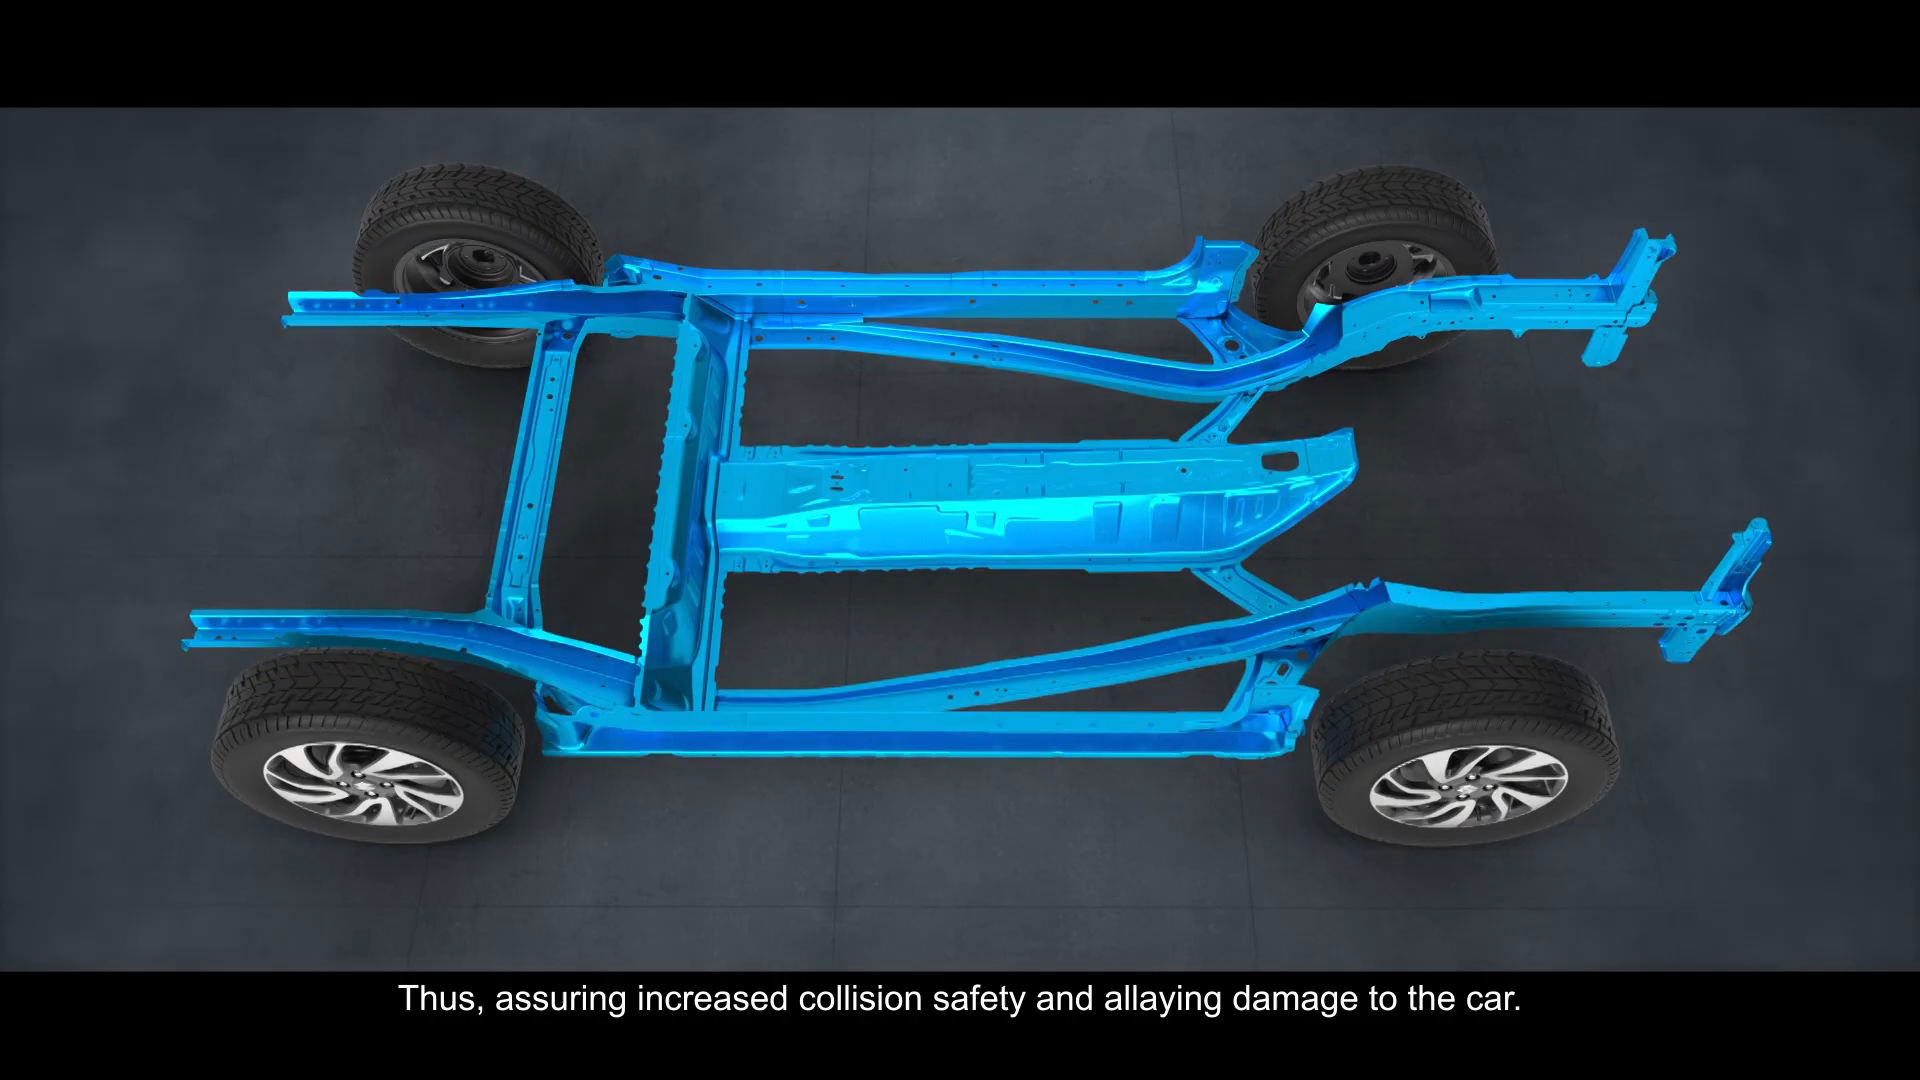 Thus, assuring increased collision safety and allaying damage to the car.